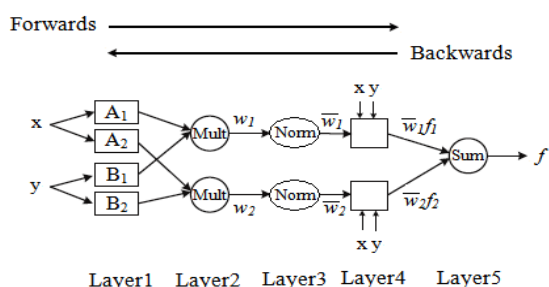 Forwards
Backwards
x y
x
A1
A2
Mult
w1
Norm
w̅1
w̅1f1
y
B1
B2
Mult
w2
Norm
w̅2
w̅2f2
Sum
f
x y
Layer1 Layer2 Layer3 Layer4 Layer5